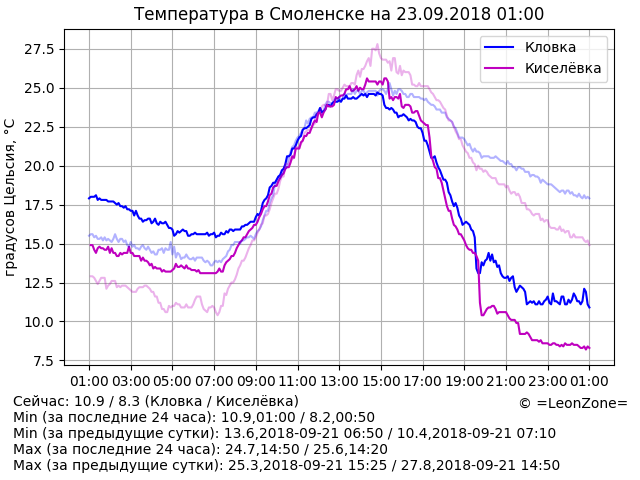 Температура в Смоленске на 23.09.2018 01:00
27.5
25.0
22.5
20.0
17.5
15.0
12.5
10.0
7.5
градусов Цельсия, °C
Кловка
Киселёвка
01:00 03:00 05:00 07:00 09:00 11:00 13:00 15:00 17:00 19:00 21:00 23:00 01:00
Сейчас: 10.9 / 8.3 (Кловка / Киселёвка)
© =LeonZone=
Min (за последние 24 часа): 10.9,01:00 / 8.2,00:50
Min (за предыдущие сутки): 13.6,2018-09-21 06:50 / 10.4,2018-09-21 07:10
Max (за последние 24 часа): 24.7,14:50 / 25.6,14:20
Max (за предыдущие сутки): 25.3,2018-09-21 15:25 / 27.8,2018-09-21 14:50